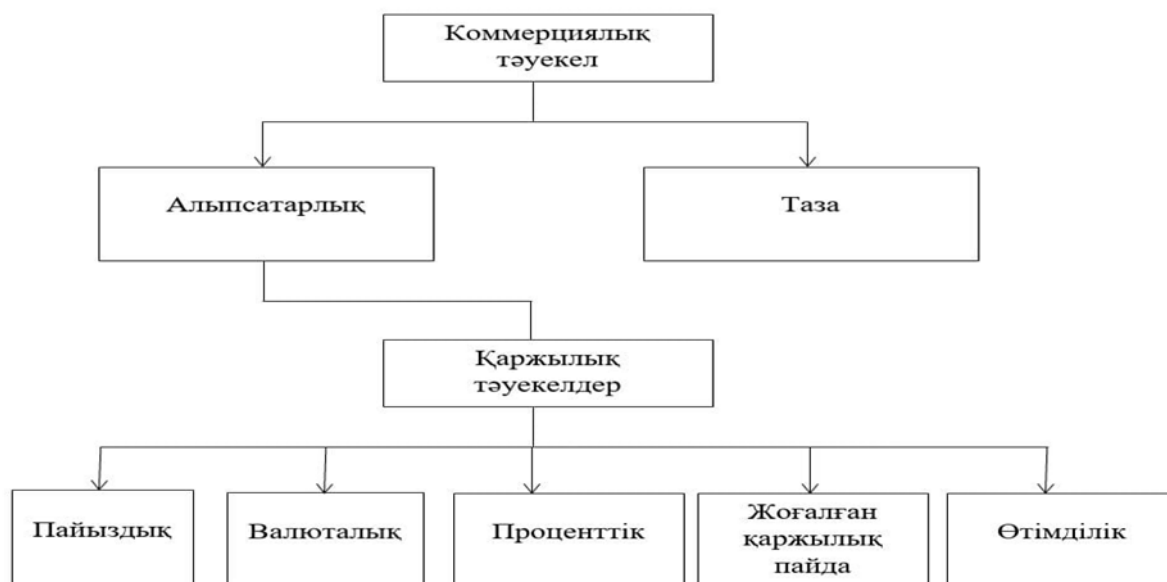 Коммерциялық
тәуекел
Алыпсатарлық
Таза
Қаржылық
тәуекелдер
Пайыздық
Валюталық
Проценттік
Жоғалған
қаржылық
пайда
Өтімділік